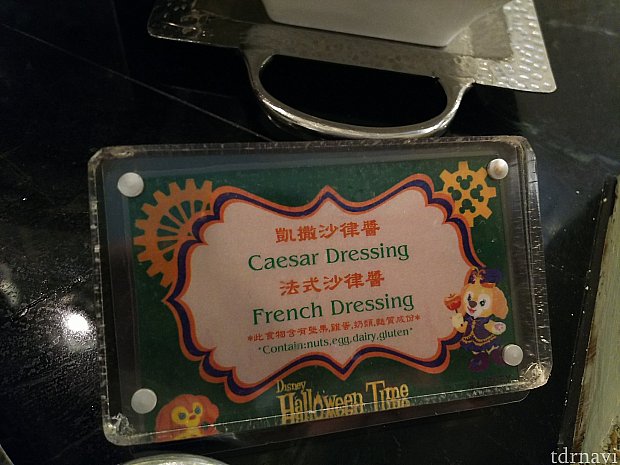 凱撒沙律醬
Caesar Dressing
法式沙律醬
French Dressing
*此食物含有堅果,雞蛋,奶類,麩質成份*
*Contain:nuts,egg,dairy,gluten*
Disney
Halloween Time
tdrnavi